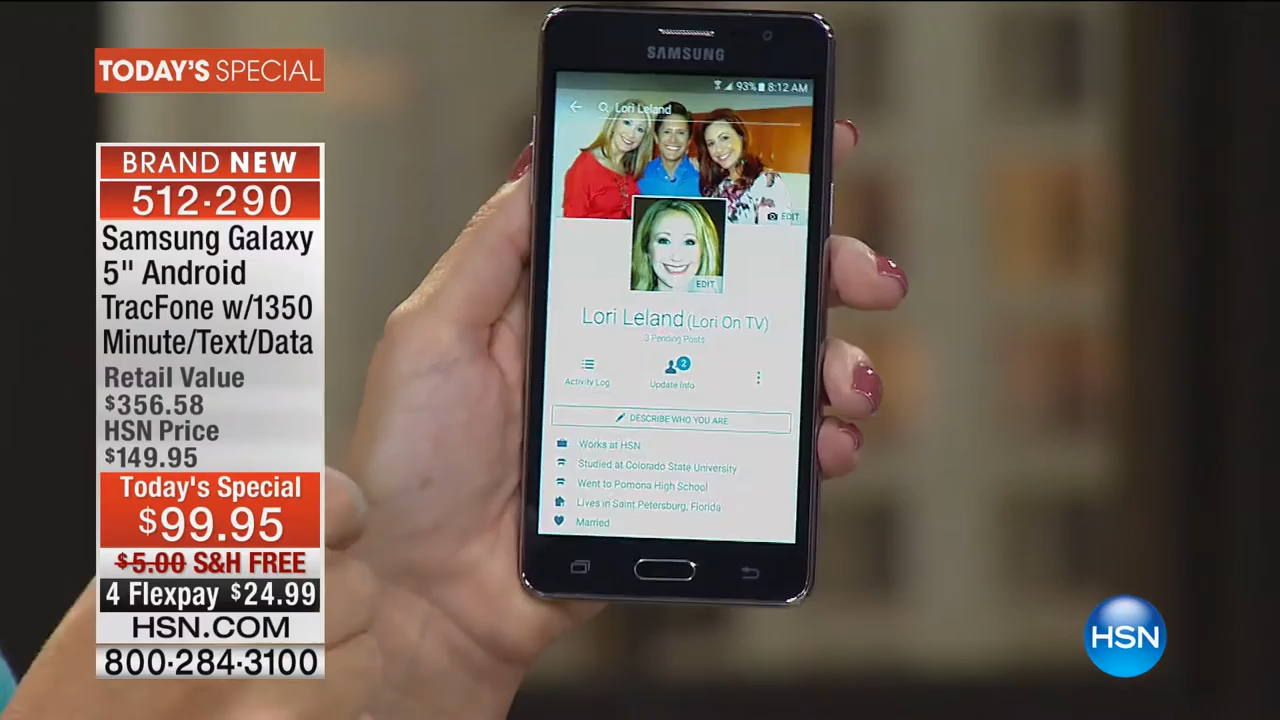 TODAY'S SPECIAL
BRAND NEW
512-290
Samsung Galaxy
5" Android
TracFone w/1350
Minute/Text/Data
Retail Value
$356.58
HSN Price
$149.95
Today's Special
$99.95
$5.00 S&H FREE
4 Flexpay $24.99
HSN.COM
800-284-3100
SAMSUNG
93% 8:12 AM
Lori Leland
EDIT
EDIT
Lori Leland (Lori On TV)
3 Pending Posts
2
Activity Log
Update Info
DESCRIBE WHO YOU ARE
Works at HSN
Studied at Colorado State University
Went to Pomona High School
Lives in Saint Petersburg, Florida
Married
HSN